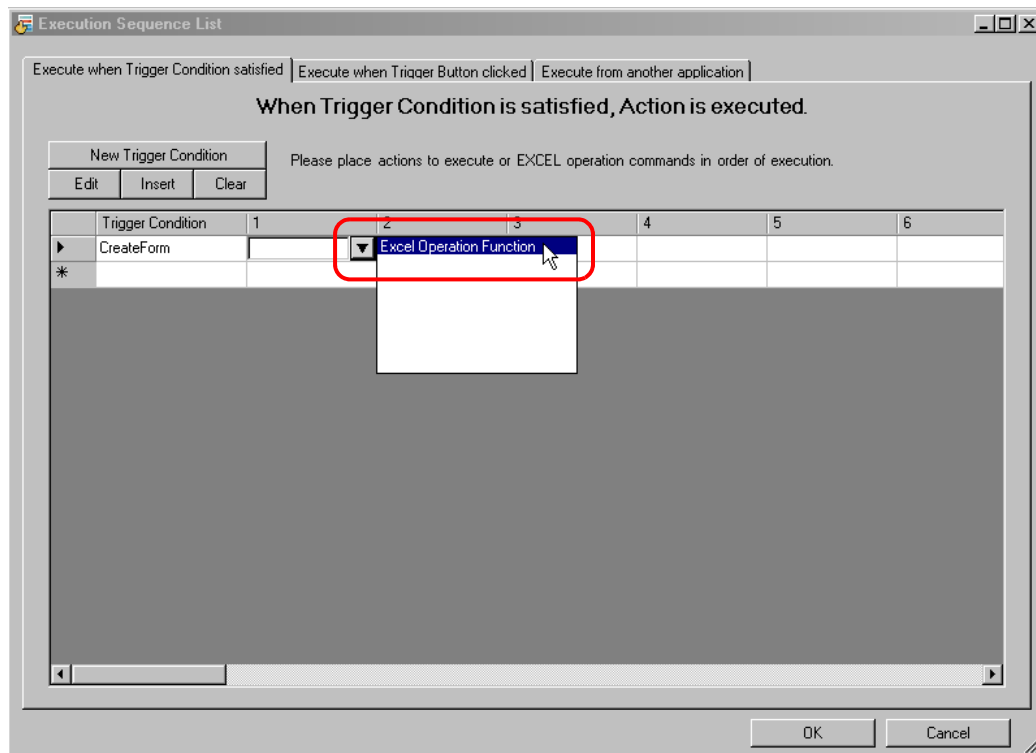 Execution Sequence List
Execute when Trigger Condition satisfied Execute when Trigger Button clicked Execute from another application
When Trigger Condition is satisfied, Action is executed.
New Trigger Condition
Please place actions to execute or EXCEL operation commands in order of execution.
Edit Insert Clear
Trigger Condition 1 2 3 4 5 6
CreateForm Excel Operation Function
OK Cancel